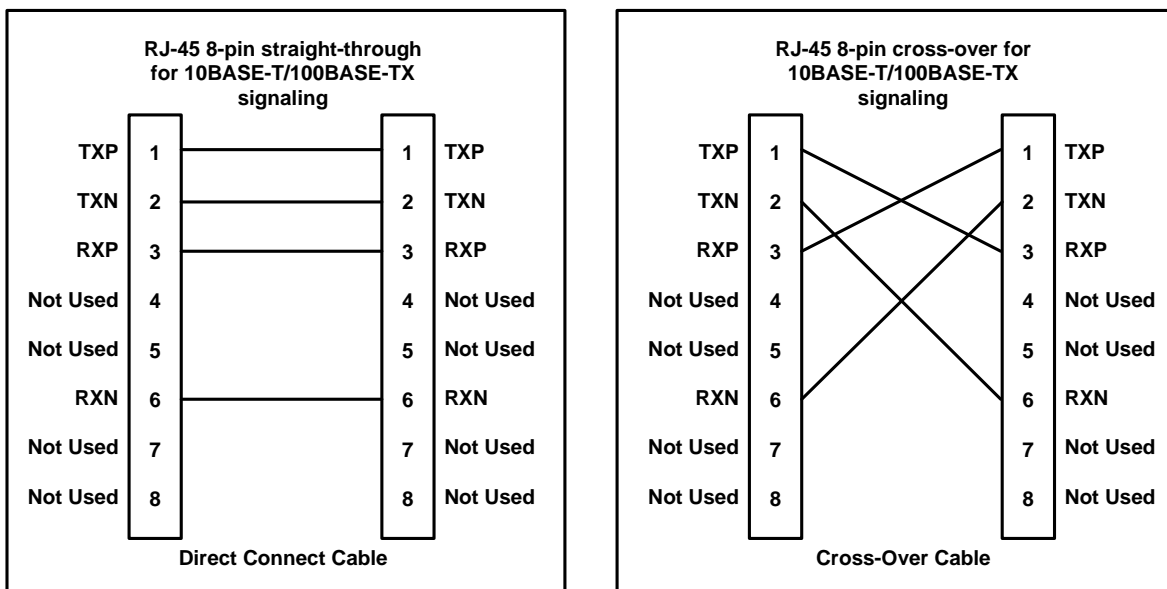 RJ-45 8-pin straight-through
for 10BASE-T/100BASE-TX
signaling
TXP 1 1 TXP
TXN 2 2 TXN
RXP 3 3 RXP
Not Used 4 4 Not Used
Not Used 5 5 Not Used
RXN 6 6 RXN
Not Used 7 7 Not Used
Not Used 8 8 Not Used
Direct Connect Cable
RJ-45 8-pin cross-over for
10BASE-T/100BASE-TX
signaling
TXP 1 1 TXP
TXN 2 2 TXN
RXP 3 3 RXP
Not Used 4 4 Not Used
Not Used 5 5 Not Used
RXN 6 6 RXN
Not Used 7 7 Not Used
Not Used 8 8 Not Used
Cross-Over Cable